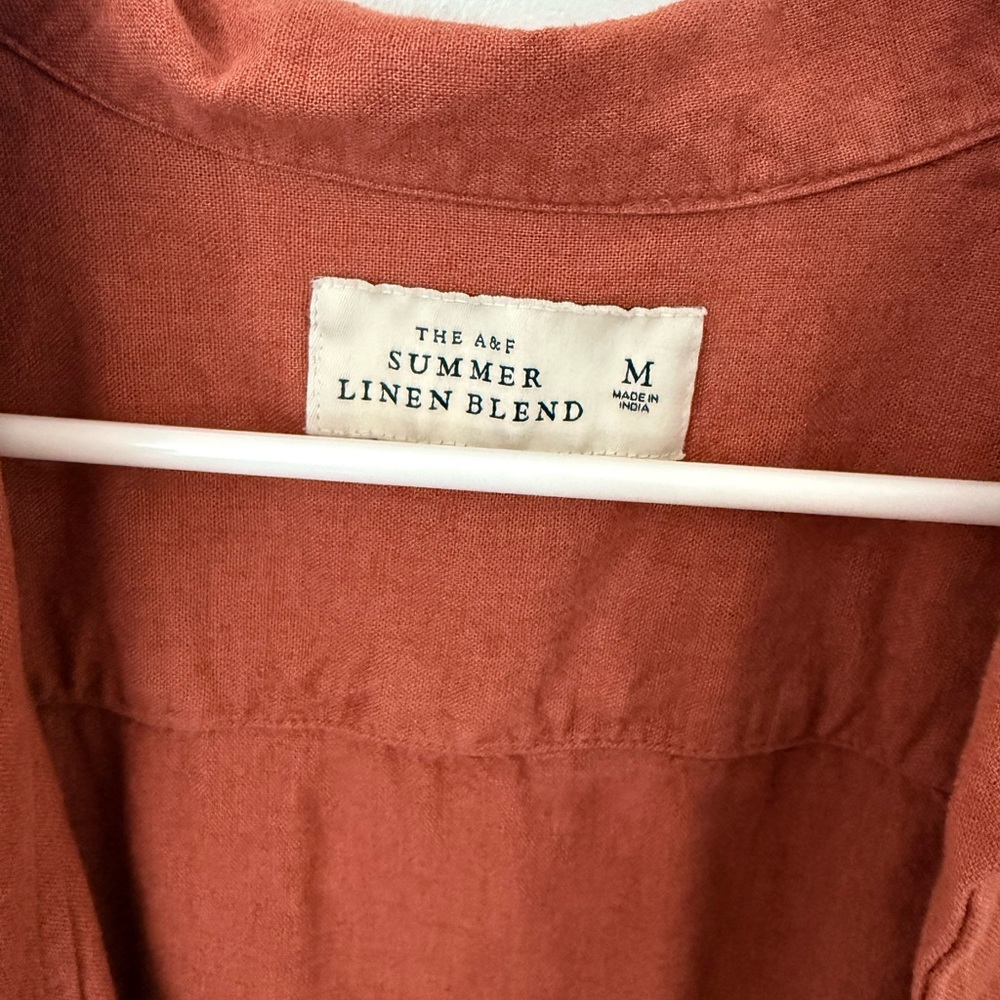 THE A&F
SUMMER
LINEN BLEND
M
MADE IN
INDIA